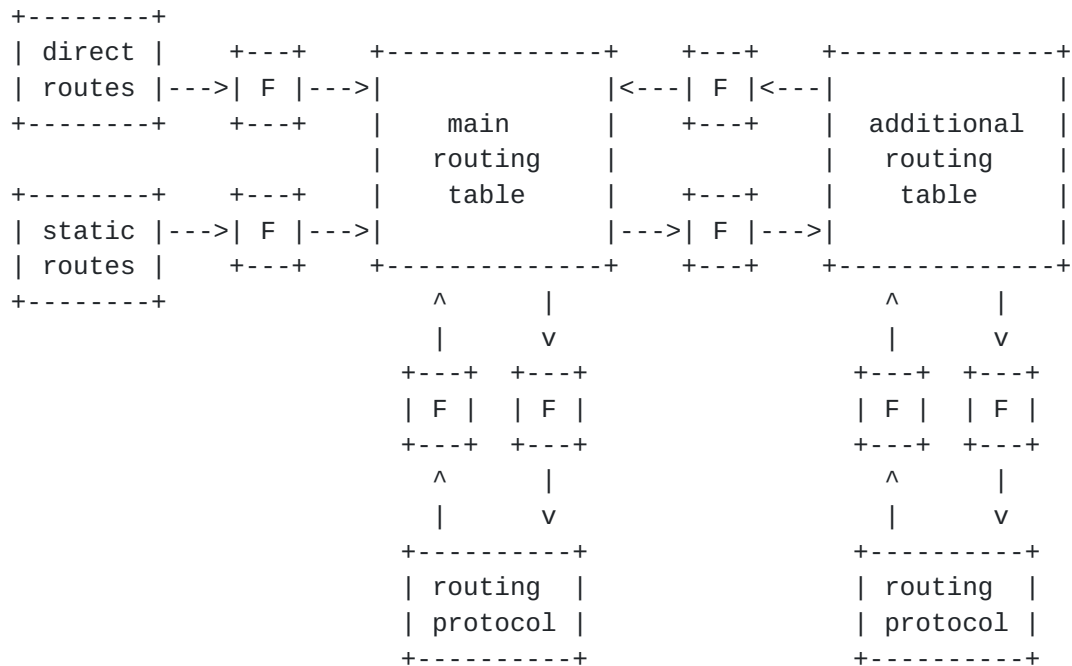 +--------+
| direct |    +---+    +--------------+    +---+    +--------------+
| routes |--->| F |--->|              |<---| F |<---|              |
+--------+    +---+    |    main      |    +---+    |  additional  |
                       |   routing    |             |   routing    |
+--------+    +---+    |    table     |    +---+    |    table     |
| static |--->| F |--->|              |--->| F |--->|              |
| routes |    +---+    +--------------+    +---+    +--------------+
+--------+                 ^      |                     ^      |
                           |      v                     |      v
                         +---+  +---+                 +---+  +---+
                         | F |  | F |                 | F |  | F |
                         +---+  +---+                 +---+  +---+
                           ^      |                     ^      |
                           |      v                     |      v
                         +----------+                 +----------+
                         | routing  |                 | routing  |
                         | protocol |                 | protocol |
                         +----------+                 +----------+